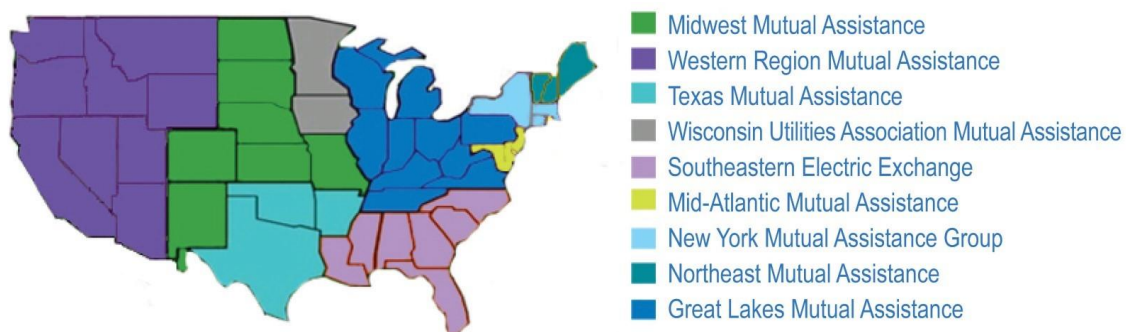 Midwest Mutual Assistance
Western Region Mutual Assistance
Texas Mutual Assistance
Wisconsin Utilities Association Mutual Assistance
Southeastern Electric Exchange
Mid-Atlantic Mutual Assistance
New York Mutual Assistance Group
Northeast Mutual Assistance
Great Lakes Mutual Assistance